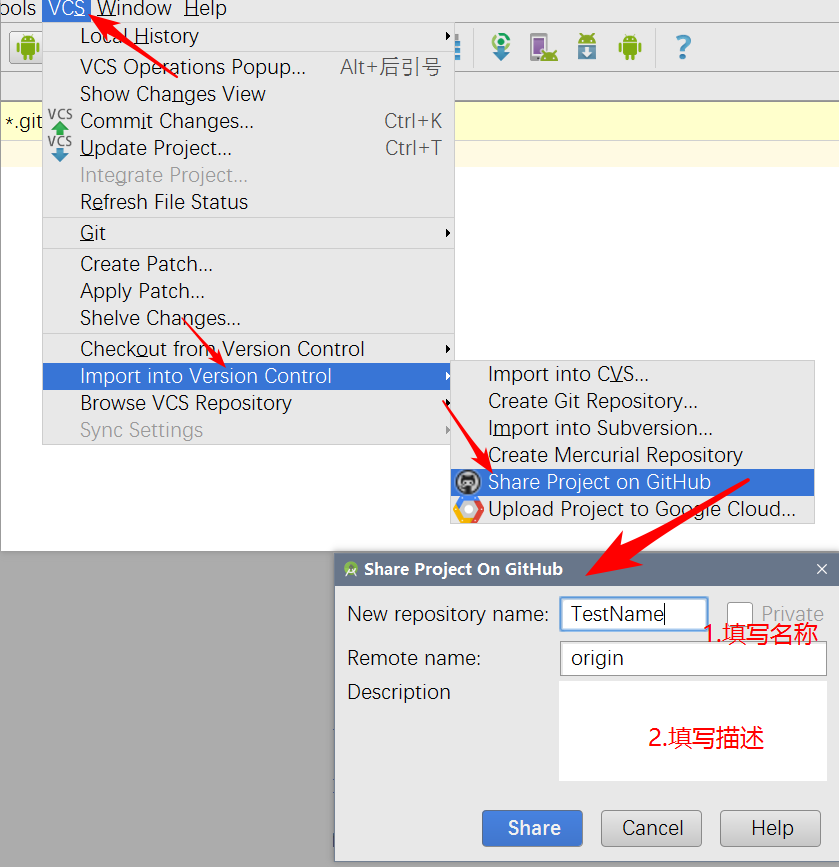 ools VCS Window Help
Local History
VCS Operations Popup... Alt+后引号
Show Changes View
*.git
VCS Commit Changes... Ctrl+K
VCS Update Project... Ctrl+T
Integrate Project...
Refresh File Status
Git
Create Patch...
Apply Patch...
Shelve Changes...
Checkout from Version Control
Import into Version Control
Browse VCS Repository
Sync Settings
Import into CVS...
Create Git Repository...
Import into Subversion...
Create Mercurial Repository
Share Project on GitHub
Upload Project to Google Cloud...
Share Project On GitHub
New repository name: TestName Private
1.填写名称
Remote name: origin
Description
2.填写描述
Share Cancel Help